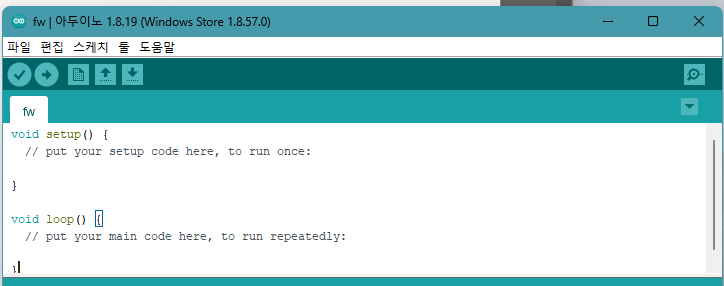 fw | 아두이노 1.8.19 (Windows Store 1.8.57.0)
파일 편집 스케치 툴 도움말
fw
void setup() {
  // put your setup code here, to run once:
}
void loop() {
  // put your main code here, to run repeatedly:
}